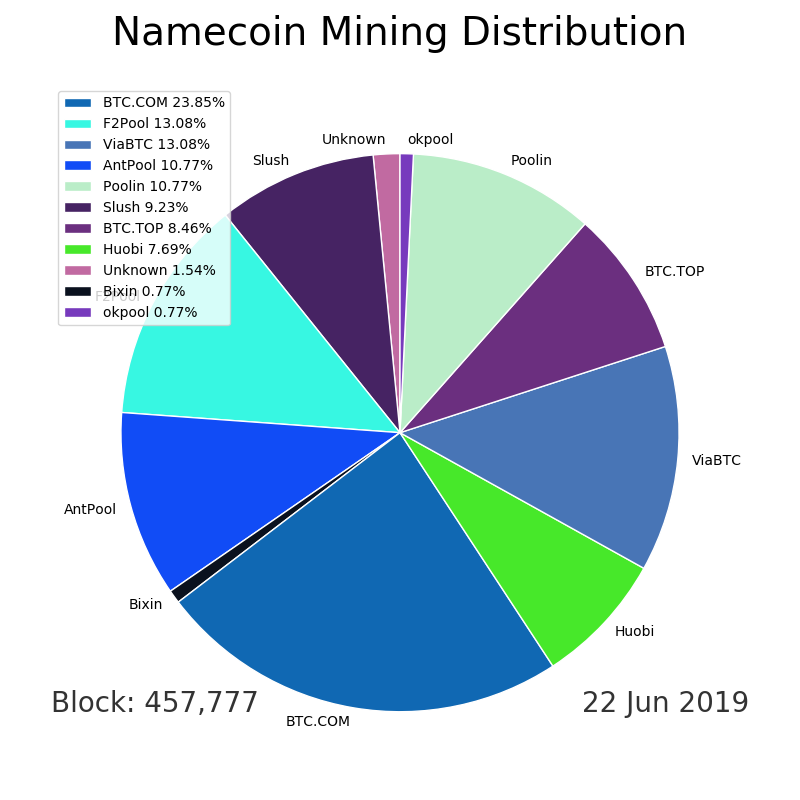 Namecoin Mining Distribution
BTC.COM 23.85%
F2Pool 13.08%
ViaBTC 13.08%
AntPool 10.77%
Poolin 10.77%
Slush 9.23%
BTC.TOP 8.46%
Huobi 7.69%
Unknown 1.54%
Bixin 0.77%
okpool 0.77%
Unknown
okpool
Slush
Poolin
BTC.TOP
F2Pool
ViaBTC
AntPool
Bixin
Huobi
BTC.COM
Block: 457,777
22 Jun 2019